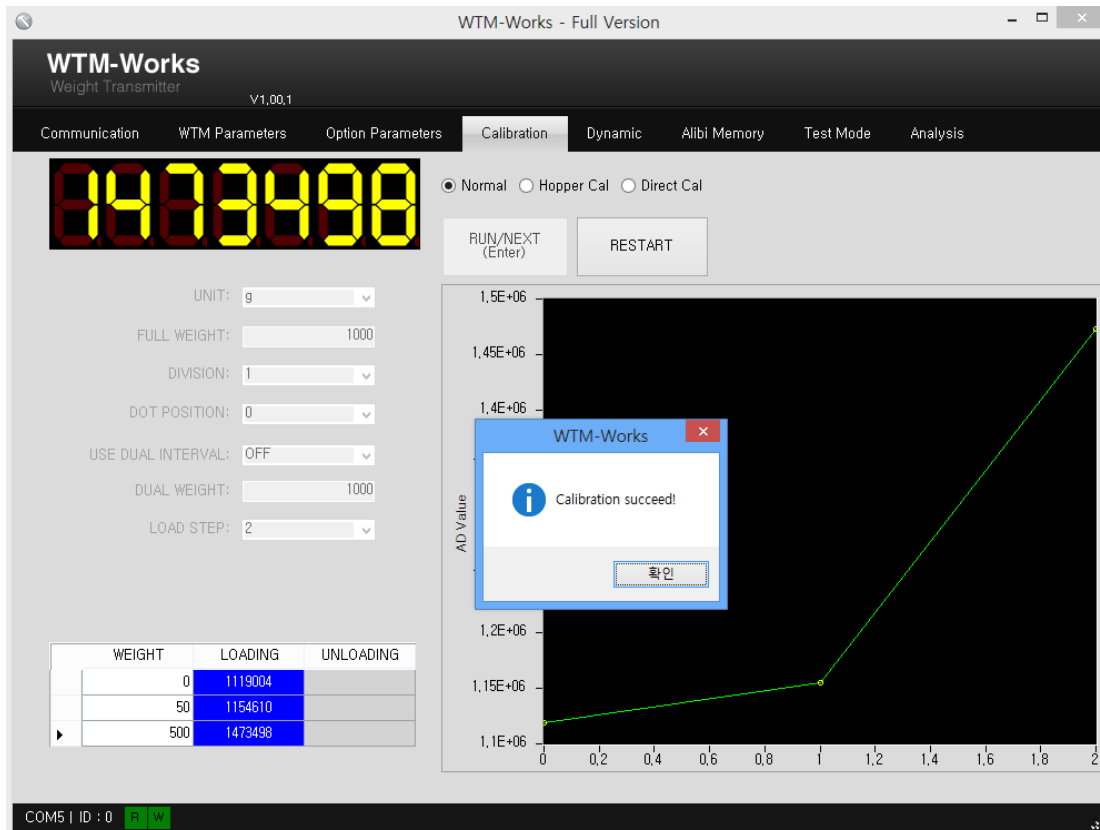 WTM-Works - Full Version
WTM-Works
Weight Transmitter
V1,00,1
Communication WTM Parameters Option Parameters Calibration Dynamic Alibi Memory Test Mode Analysis
1473498
Normal Hopper Cal Direct Cal
RUN/NEXT
(Enter)
RESTART
UNIT: g
FULL WEIGHT: 1000
DIVISION: 1
DOT POSITION: 0
USE DUAL INTERVAL: OFF
DUAL WEIGHT: 1000
LOAD STEP: 2
WEIGHT LOADING UNLOADING
0 1119004
50 1154610
500 1473498
1,5E+06
1,45E+06
1,4E+06
1,2E+06
1,15E+06
1,1E+06
AD Value
0 0,2 0,4 0,6 0,8 1 1,2 1,4 1,6 1,8 2
WTM-Works
Calibration succeed!
확인
COM5 | ID : 0 R W